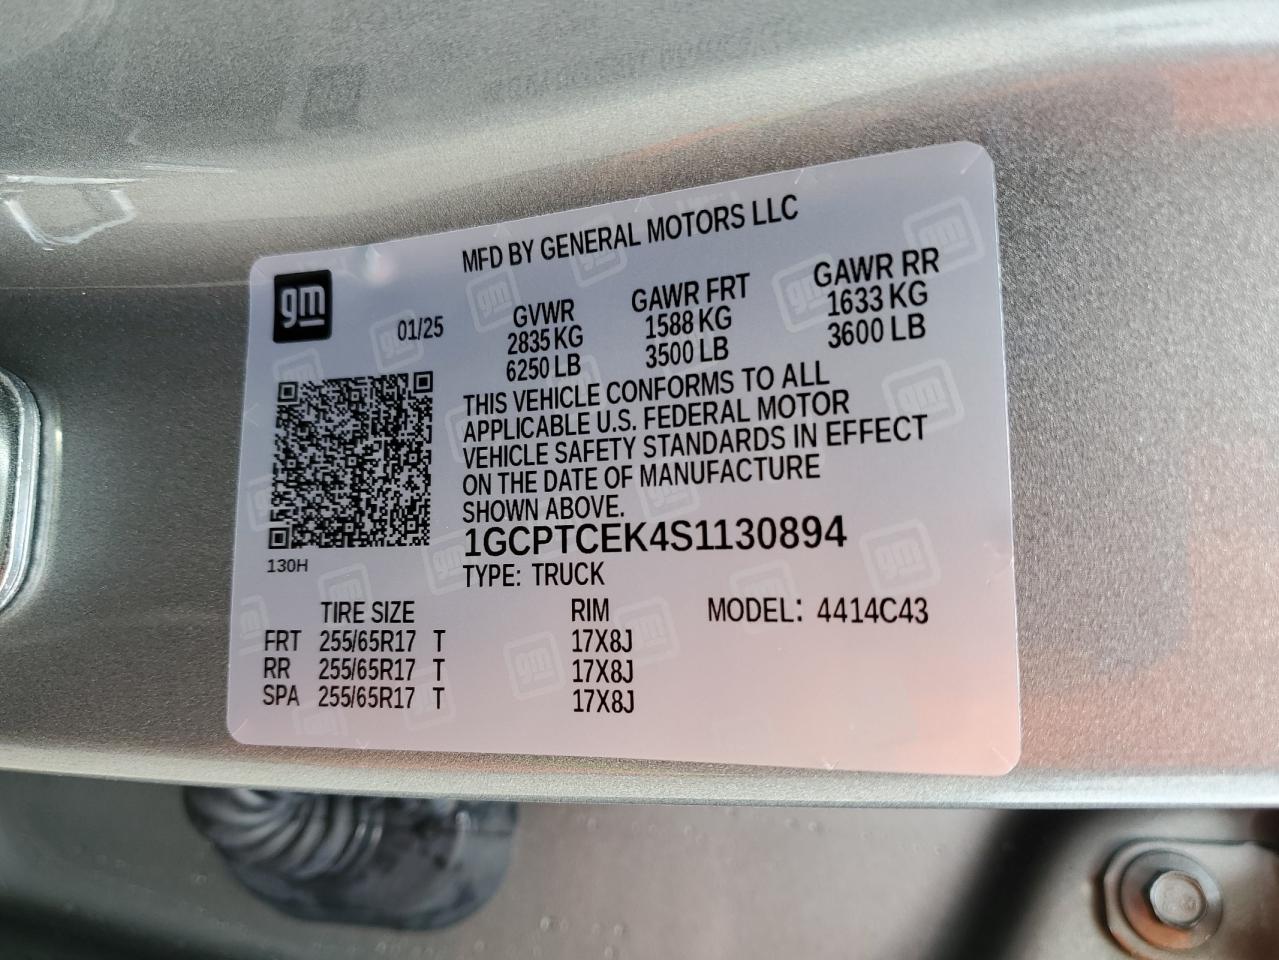 MFD BY GENERAL MOTORS LLC
gm
01/25
GVWR GAWR FRT GAWR RR
2835 KG 1588 KG 1633 KG
6250 LB 3500 LB 3600 LB
THIS VEHICLE CONFORMS TO ALL
APPLICABLE U.S. FEDERAL MOTOR
VEHICLE SAFETY STANDARDS IN EFFECT
ON THE DATE OF MANUFACTURE
SHOWN ABOVE.
1GCPTCEK4S1130894
130H
TYPE: TRUCK
TIRE SIZE RIM MODEL: 4414C43
FRT 255/65R17 T 17X8J
RR 255/65R17 T 17X8J
SPA 255/65R17 T 17X8J